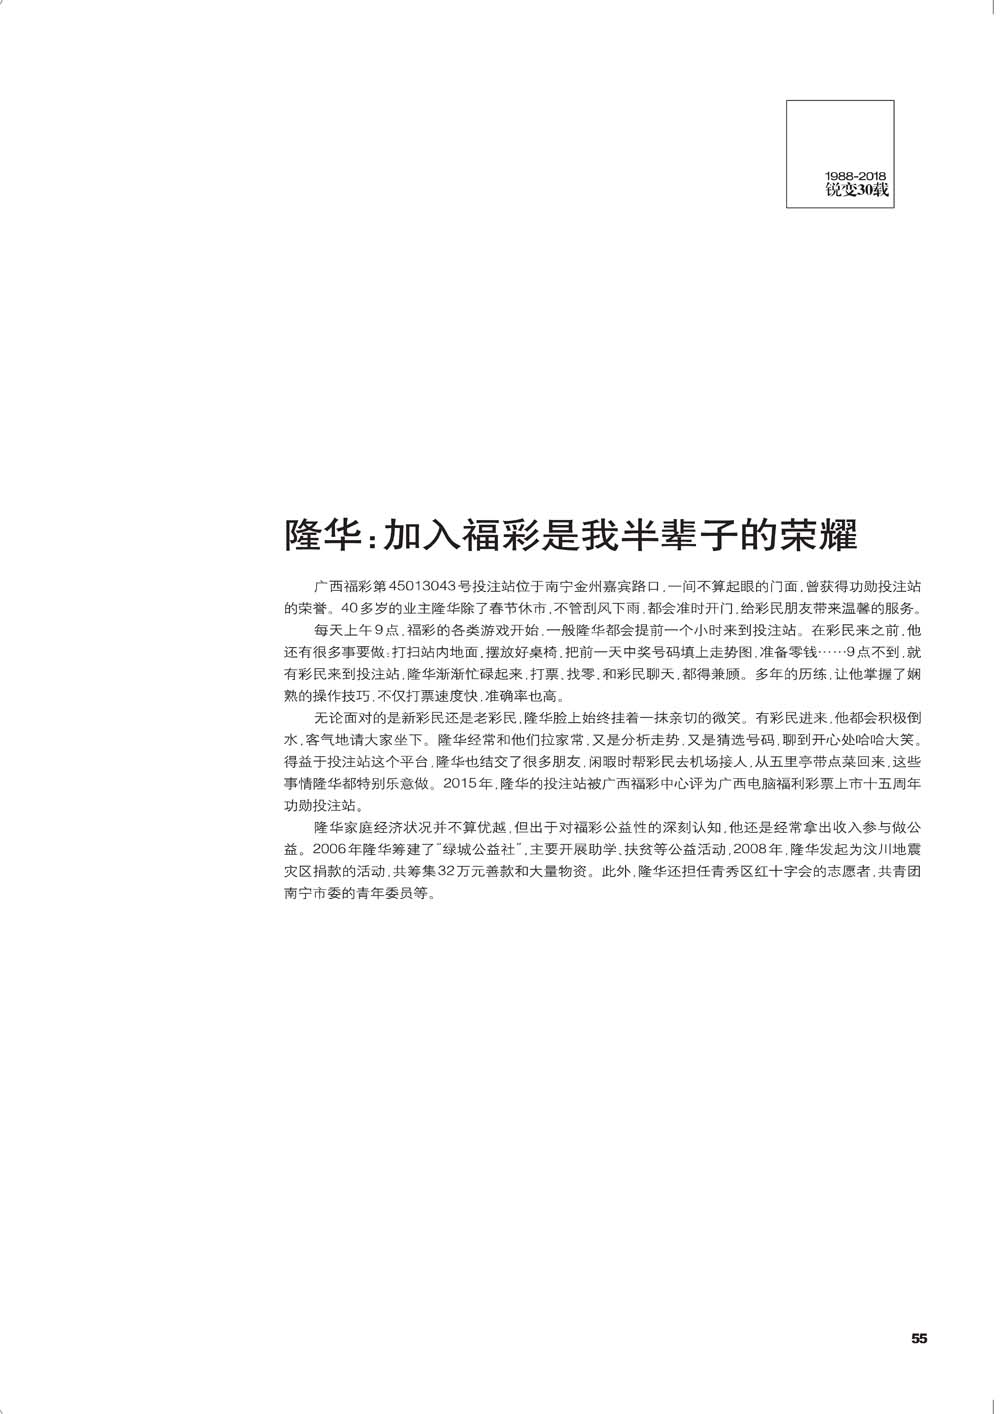 1988-2018
锐变30载
隆华：加入福彩是我半辈子的荣耀
广西福彩第45013043号投注站位于南宁金州嘉宾路口，一间不算起眼的门面，曾获得功勋投注站
的荣誉。40多岁的业主隆华除了春节休市，不管刮风下雨，都会准时开门，给彩民朋友带来温馨的服务。
每天上午9点，福彩的各类游戏开始，一般隆华都会提前一个小时来到投注站。在彩民来之前，他
还有很多事要做：打扫站内地面，摆放好桌椅，把前一天中奖号码填上走势图，准备零钱……9点不到，就
有彩民来到投注站，隆华渐渐忙碌起来，打票，找零，和彩民聊天，都得兼顾。多年的历练，让他掌握了娴
熟的操作技巧，不仅打票速度快，准确率也高。
无论面对的是新彩民还是老彩民，隆华脸上始终挂着一抹亲切的微笑。有彩民进来，他都会积极倒
水，客气地请大家坐下。隆华经常和他们拉家常，又是分析走势，又是猜选号码，聊到开心处哈哈大笑。
得益于投注站这个平台，隆华也结交了很多朋友，闲暇时帮彩民去机场接人，从五里亭带点菜回来，这些
事情隆华都特别乐意做。2015年，隆华的投注站被广西福彩中心评为广西电脑福利彩票上市十五周年
功勋投注站。
隆华家庭经济状况并不算优越，但出于对福彩公益性的深刻认知，他还是经常拿出收入参与做公
益。2006年隆华筹建了“绿城公益社”，主要开展助学、扶贫等公益活动，2008年，隆华发起为汶川地震
灾区捐款的活动，共筹集32万元善款和大量物资。此外，隆华还担任青秀区红十字会的志愿者，共青团
南宁市委的青年委员等。
55